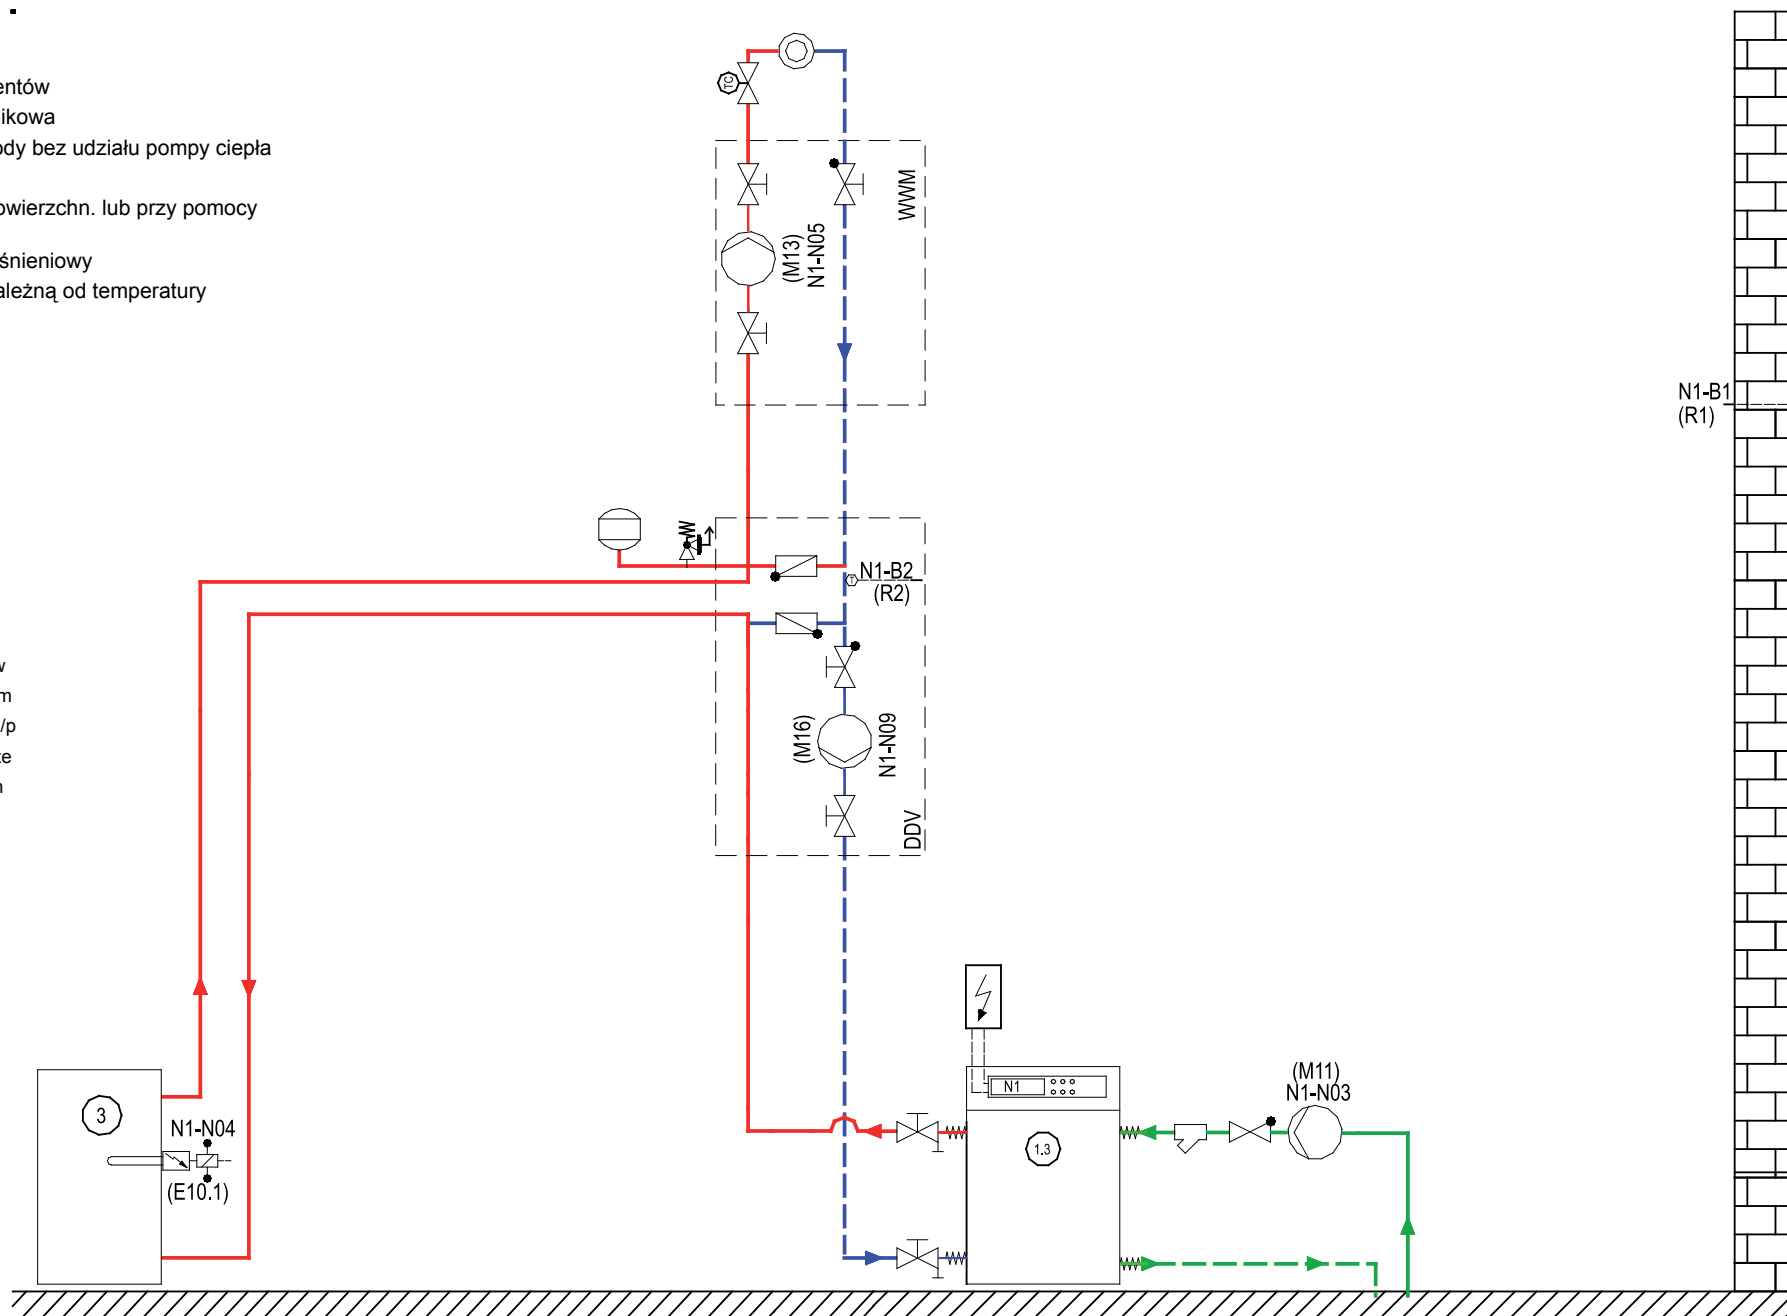 entów
ikowa
ody bez udziału pompy ciepła
owierzchn. lub przy pomocy
śnieniowy
ależną od temperatury
TC
WWM
(M13)
N1-N05
N1-B1
(R1)
W
N1-B2
T
(R2)
w
m
/p
że
n
(M16)
N1-N09
DDV
N1
(M11)
N1-N03
3
N1-N04
1.3
(E10.1)